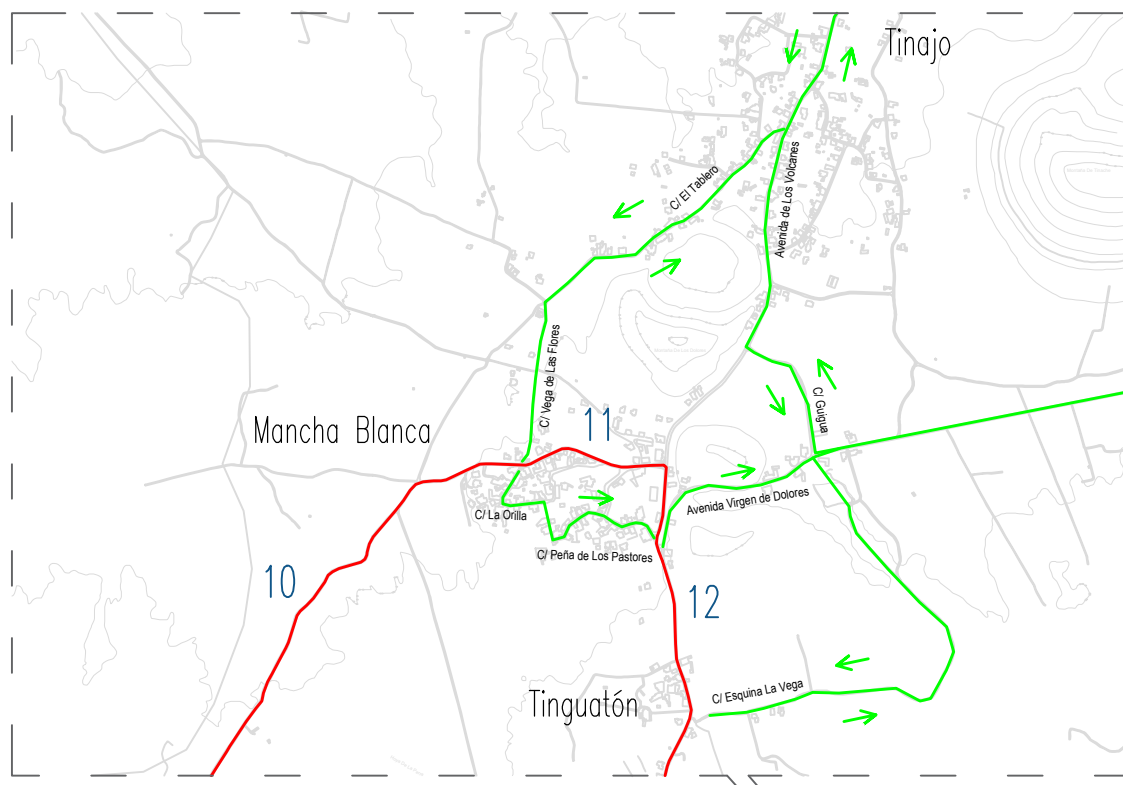 Tinajo
C/ El Tablero
Avenida de Los Volcanes
C/ Vega de Las Flores
C/ Guigua
Mancha Blanca
11
Avenida Virgen de Dolores
C/ La Orilla
C/ Peña de Los Pastores
10
12
C/ Esquina La Vega
Tinguatón